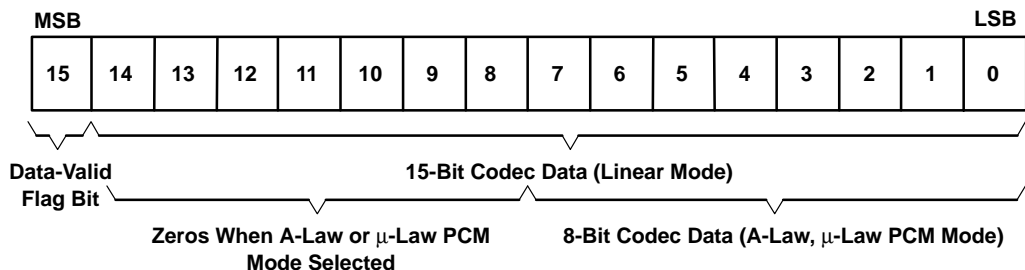 MSB LSB
15 14 13 12 11 10 9 8 7 6 5 4 3 2 1 0
Data-Valid
Flag Bit
15-Bit Codec Data (Linear Mode)
Zeros When A-Law or μ-Law PCM
Mode Selected
8-Bit Codec Data (A-Law, μ-Law PCM Mode)